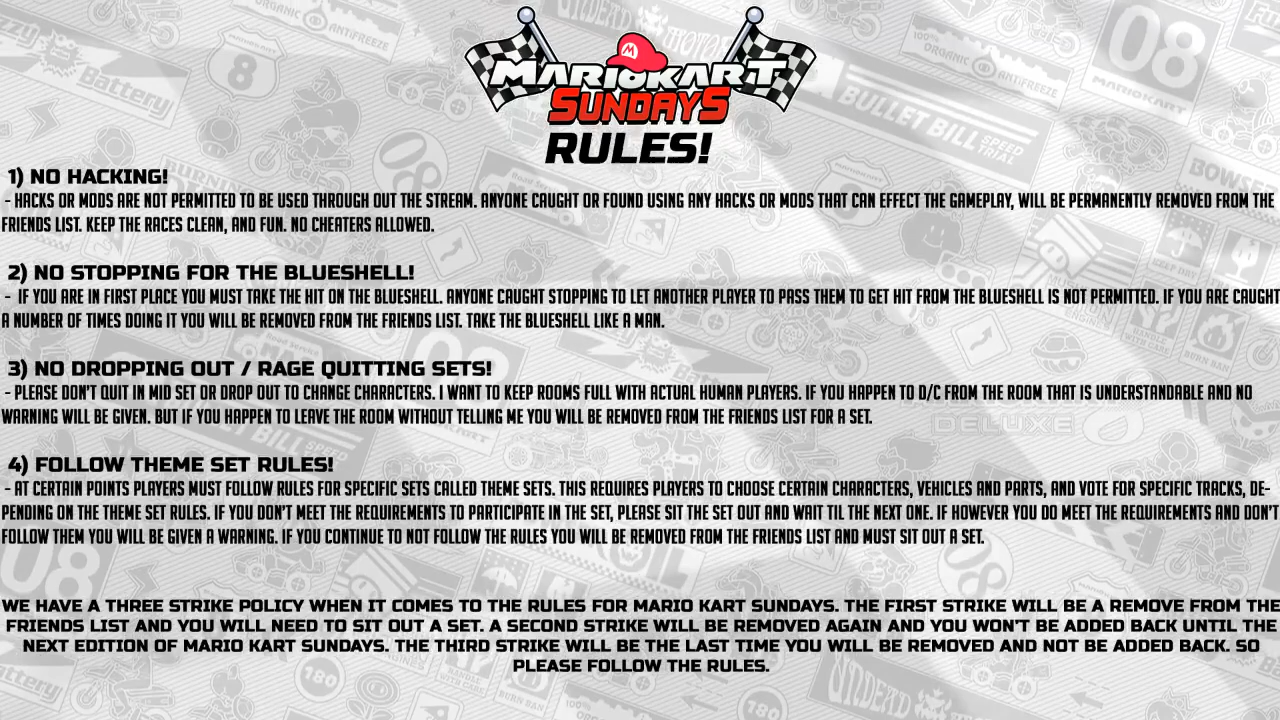 MARIOKART
SUNDAYS
RULES!
1) NO HACKING!
- HACKS OR MODS ARE NOT PERMITTED TO BE USED THROUGH OUT THE STREAM. ANYONE CAUGHT OR FOUND USING ANY HACKS OR MODS THAT CAN EFFECT THE GAMEPLAY, WILL BE PERMANENTLY REMOVED FROM THE
FRIENDS LIST. KEEP THE RACES CLEAN, AND FUN. NO CHEATERS ALLOWED.
2) NO STOPPING FOR THE BLUESHELL!
- IF YOU ARE IN FIRST PLACE YOU MUST TAKE THE HIT ON THE BLUESHELL. ANYONE CAUGHT STOPPING TO LET ANOTHER PLAYER TO PASS THEM TO GET HIT FROM THE BLUESHELL IS NOT PERMITTED. IF YOU ARE CAUGHT
A NUMBER OF TIMES DOING IT YOU WILL BE REMOVED FROM THE FRIENDS LIST. TAKE THE BLUESHELL LIKE A MAN.
3) NO DROPPING OUT / RAGE QUITTING SETS!
- PLEASE DON'T QUIT IN MID SET OR DROP OUT TO CHANGE CHARACTERS. I WANT TO KEEP ROOMS FULL WITH ACTUAL HUMAN PLAYERS. IF YOU HAPPEN TO D/C FROM THE ROOM THAT IS UNDERSTANDABLE AND NO
WARNING WILL BE GIVEN. BUT IF YOU HAPPEN TO LEAVE THE ROOM WITHOUT TELLING ME YOU WILL BE REMOVED FROM THE FRIENDS LIST FOR A SET.
4) FOLLOW THEME SET RULES!
- AT CERTAIN POINTS PLAYERS MUST FOLLOW RULES FOR SPECIFIC SETS CALLED THEME SETS. THIS REQUIRES PLAYERS TO CHOOSE CERTAIN CHARACTERS, VEHICLES AND PARTS, AND VOTE FOR SPECIFIC TRACKS, DE-
PENDING ON THE THEME SET RULES. IF YOU DON'T MEET THE REQUIREMENTS TO PARTICIPATE IN THE SET, PLEASE SIT THE SET OUT AND WAIT TIL THE NEXT ONE. IF HOWEVER YOU DO MEET THE REQUIREMENTS AND DON'T
FOLLOW THEM YOU WILL BE GIVEN A WARNING. IF YOU CONTINUE TO NOT FOLLOW THE RULES YOU WILL BE REMOVED FROM THE FRIENDS LIST AND MUST SIT OUT A SET.
WE HAVE A THREE STRIKE POLICY WHEN IT COMES TO THE RULES FOR MARIO KART SUNDAYS. THE FIRST STRIKE WILL BE A REMOVE FROM THE
FRIENDS LIST AND YOU WILL NEED TO SIT OUT A SET. A SECOND STRIKE WILL BE REMOVED AGAIN AND YOU WON'T BE ADDED BACK UNTIL THE
NEXT EDITION OF MARIO KART SUNDAYS. THE THIRD STRIKE WILL BE THE LAST TIME YOU WILL BE REMOVED AND NOT BE ADDED BACK. SO
PLEASE FOLLOW THE RULES.